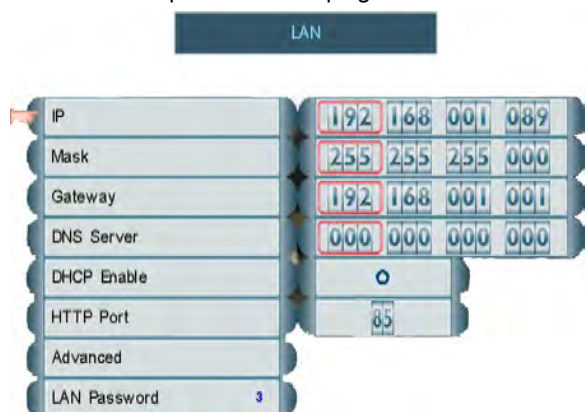 LAN
IP 192 168 001 089
Mask 255 255 255 000
Gateway 192 168 001 001
DNS Server 000 000 000 000
DHCP Enable
HTTP Port 85
Advanced
LAN Password 3